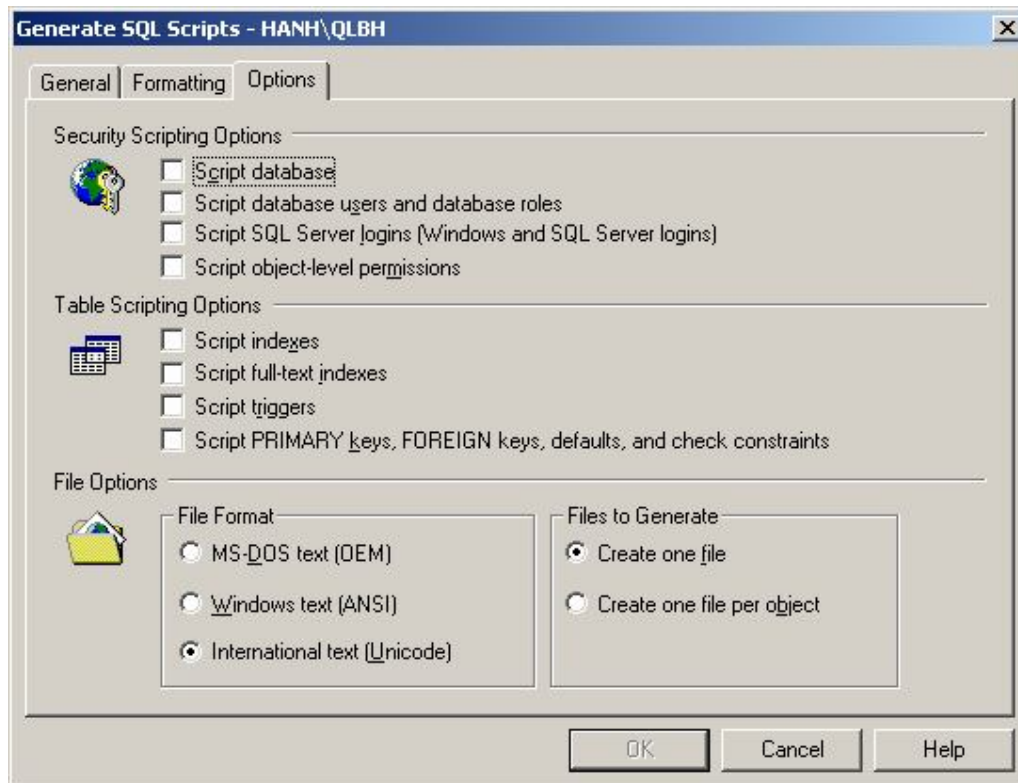 Generate SQL Scripts - HANH\QLBH
General
Formatting
Options
Security Scripting Options
Script database
Script database users and database roles
Script SQL Server logins (Windows and SQL Server logins)
Script object-level permissions
Table Scripting Options
Script indexes
Script full-text indexes
Script triggers
Script PRIMARY keys, FOREIGN keys, defaults, and check constraints
File Options
File Format
MS-DOS text (OEM)
Windows text (ANSI)
International text (Unicode)
Files to Generate
Create one file
Create one file per object
OK
Cancel
Help